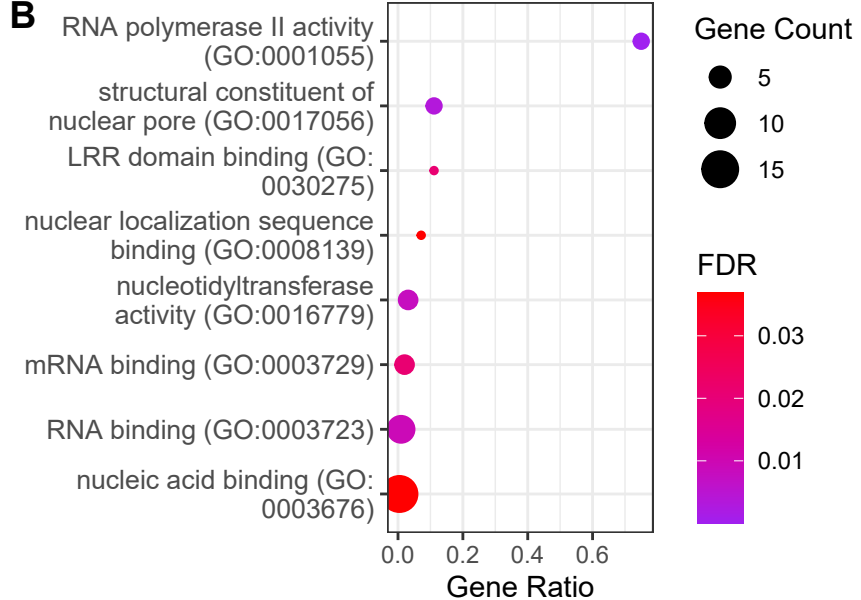 B
RNA polymerase II activity
(GO:0001055)
structural constituent of
nuclear pore (GO:0017056)
LRR domain binding (GO:
0030275)
nuclear localization sequence
binding (GO:0008139)
nucleotidyltransferase
activity (GO:0016779)
mRNA binding (GO:0003729)
RNA binding (GO:0003723)
nucleic acid binding (GO:
0003676)
0.0 0.2 0.4 0.6
Gene Ratio
Gene Count
5
10
15
FDR
0.03
0.02
0.01